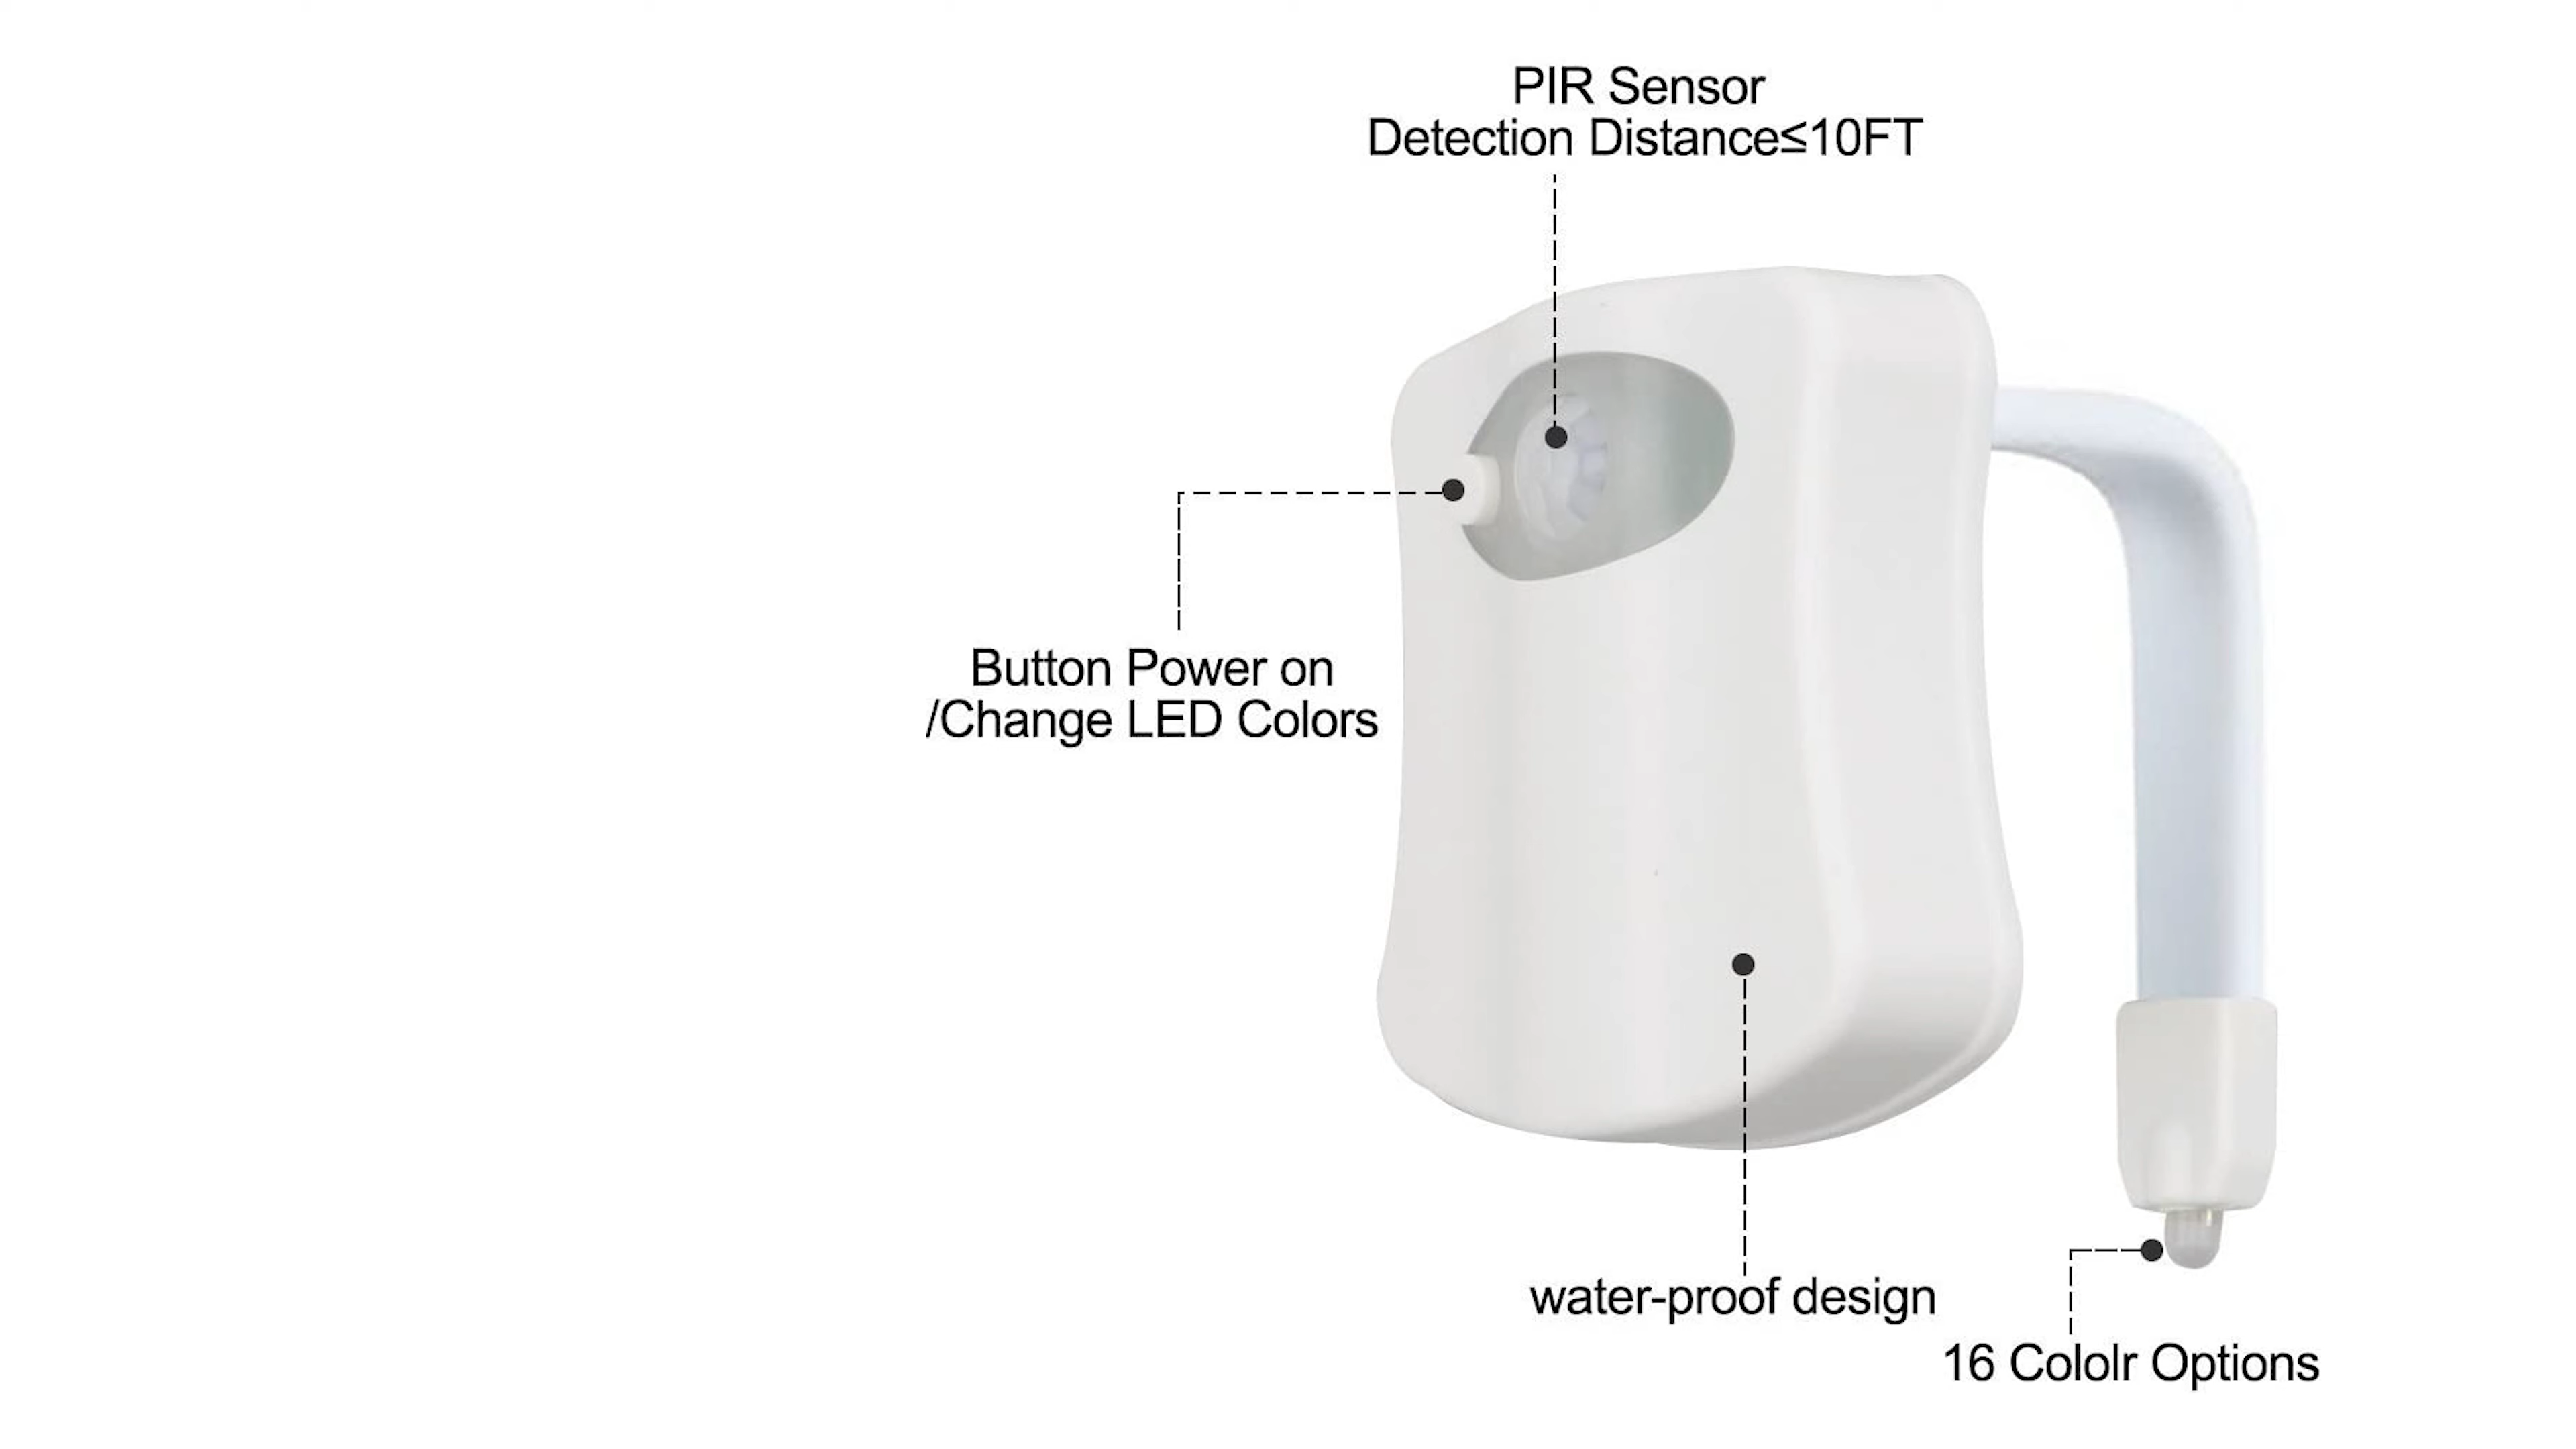 PIR Sensor
Detection Distance≤10FT
Button Power on
/Change LED Colors
water-proof design
16 Cololr Options